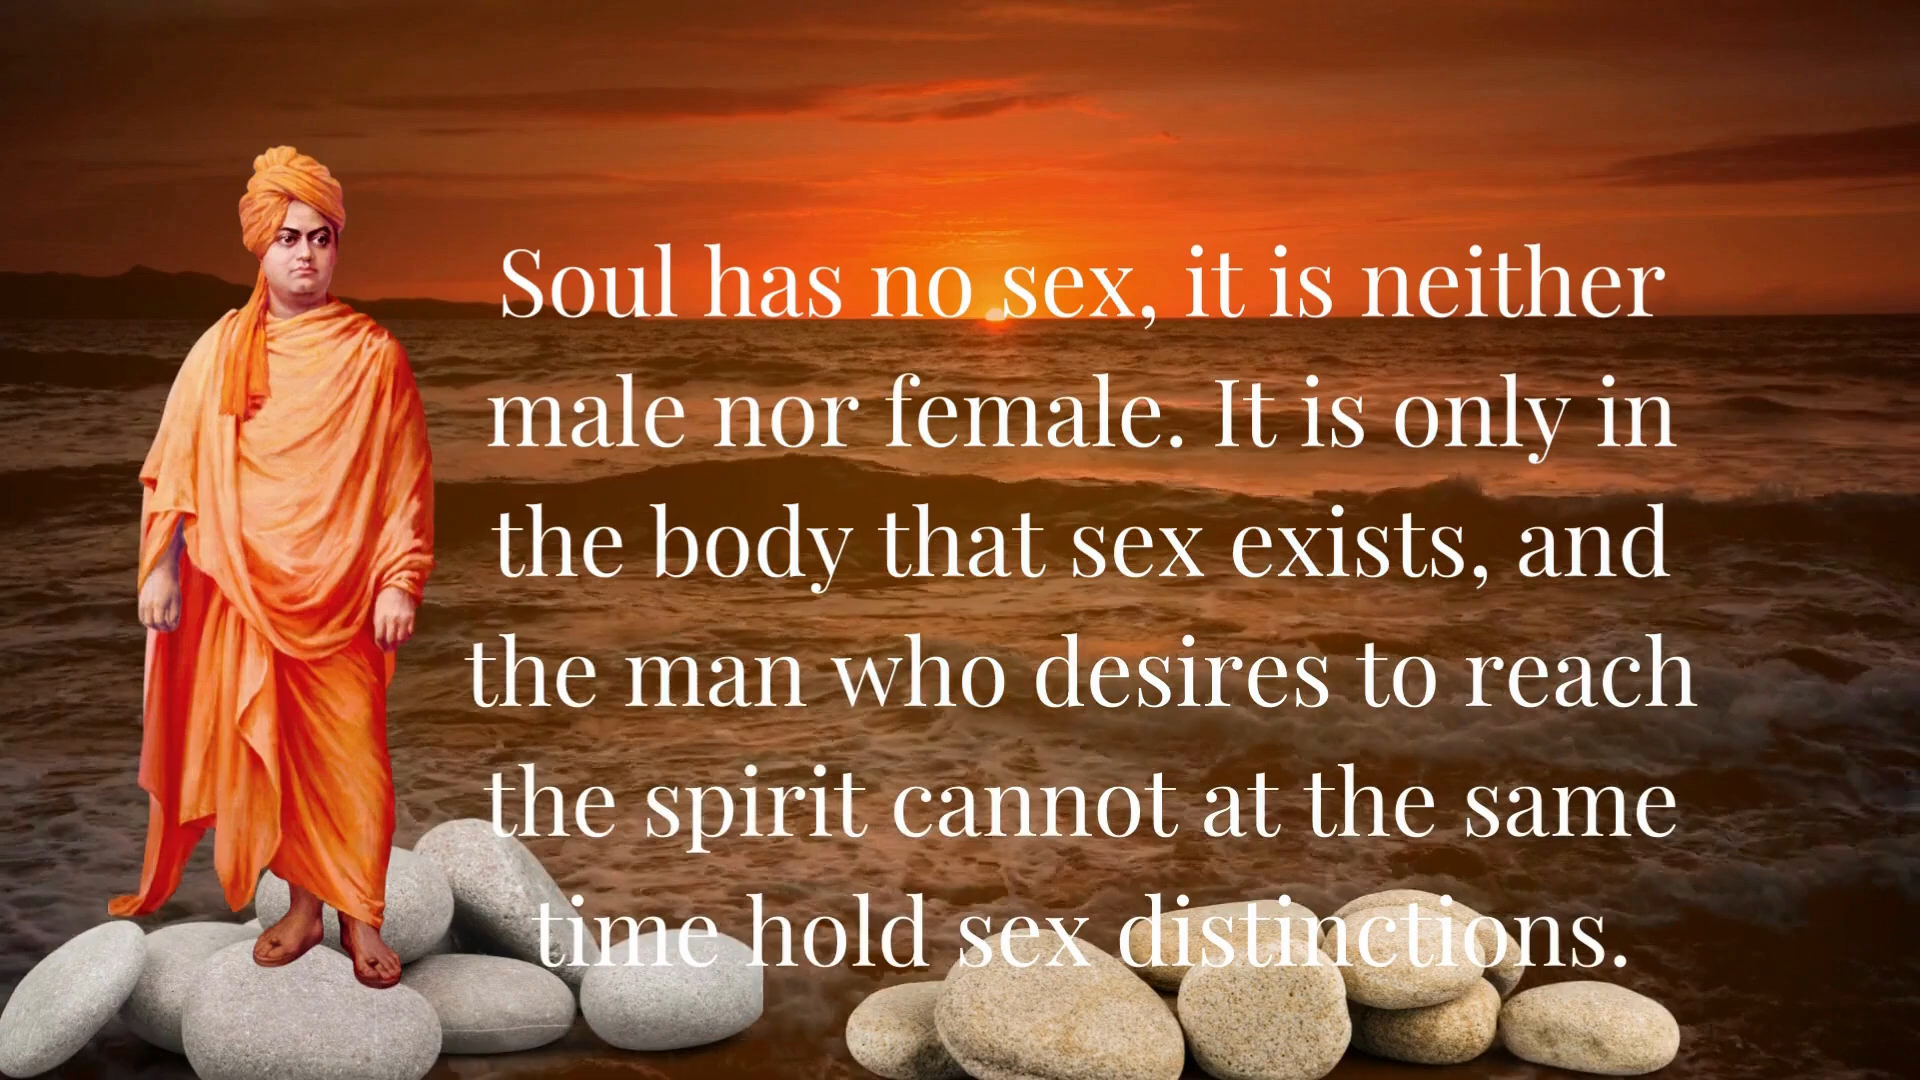 Soul has no sex, it is neither
male nor female. It is only in
the body that sex exists, and
the man who desires to reach
the spirit cannot at the same
time hold sex distinctions.